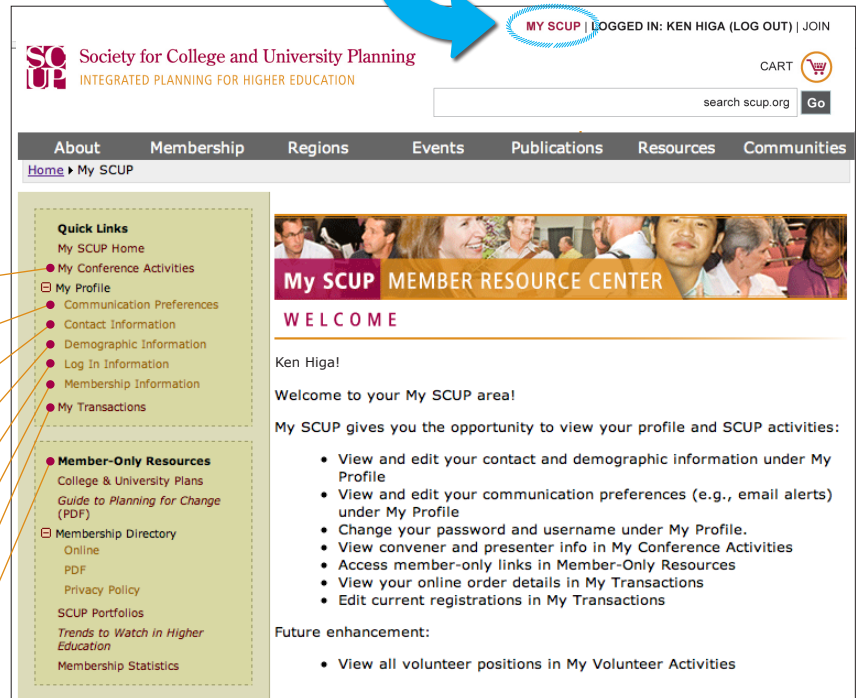 MY SCUP | LOGGED IN: KEN HIGA (LOG OUT) | JOIN
SC
UP
Society for College and University Planning
INTEGRATED PLANNING FOR HIGHER EDUCATION
CART
search scup.org Go
About Membership Regions Events Publications Resources Communities
Home My SCUP
Quick Links
My SCUP Home
My Conference Activities
My Profile
Communication Preferences
Contact Information
Demographic Information
Log In Information
Membership Information
My Transactions
Member-Only Resources
College & University Plans
Guide to Planning for Change
(PDF)
Membership Directory
Online
PDF
Privacy Policy
SCUP Portfolios
Trends to Watch in Higher
Education
Membership Statistics
My SCUP MEMBER RESOURCE CENTER
WELCOME
Ken Higa!
Welcome to your My SCUP area!
My SCUP gives you the opportunity to view your profile and SCUP activities:
• View and edit your contact and demographic information under My
Profile
• View and edit your communication preferences (e.g., email alerts)
under My Profile
• Change your password and username under My Profile.
• View convener and presenter info in My Conference Activities
• Access member-only links in Member-Only Resources
• View your online order details in My Transactions
• Edit current registrations in My Transactions
Future enhancement:
• View all volunteer positions in My Volunteer Activities